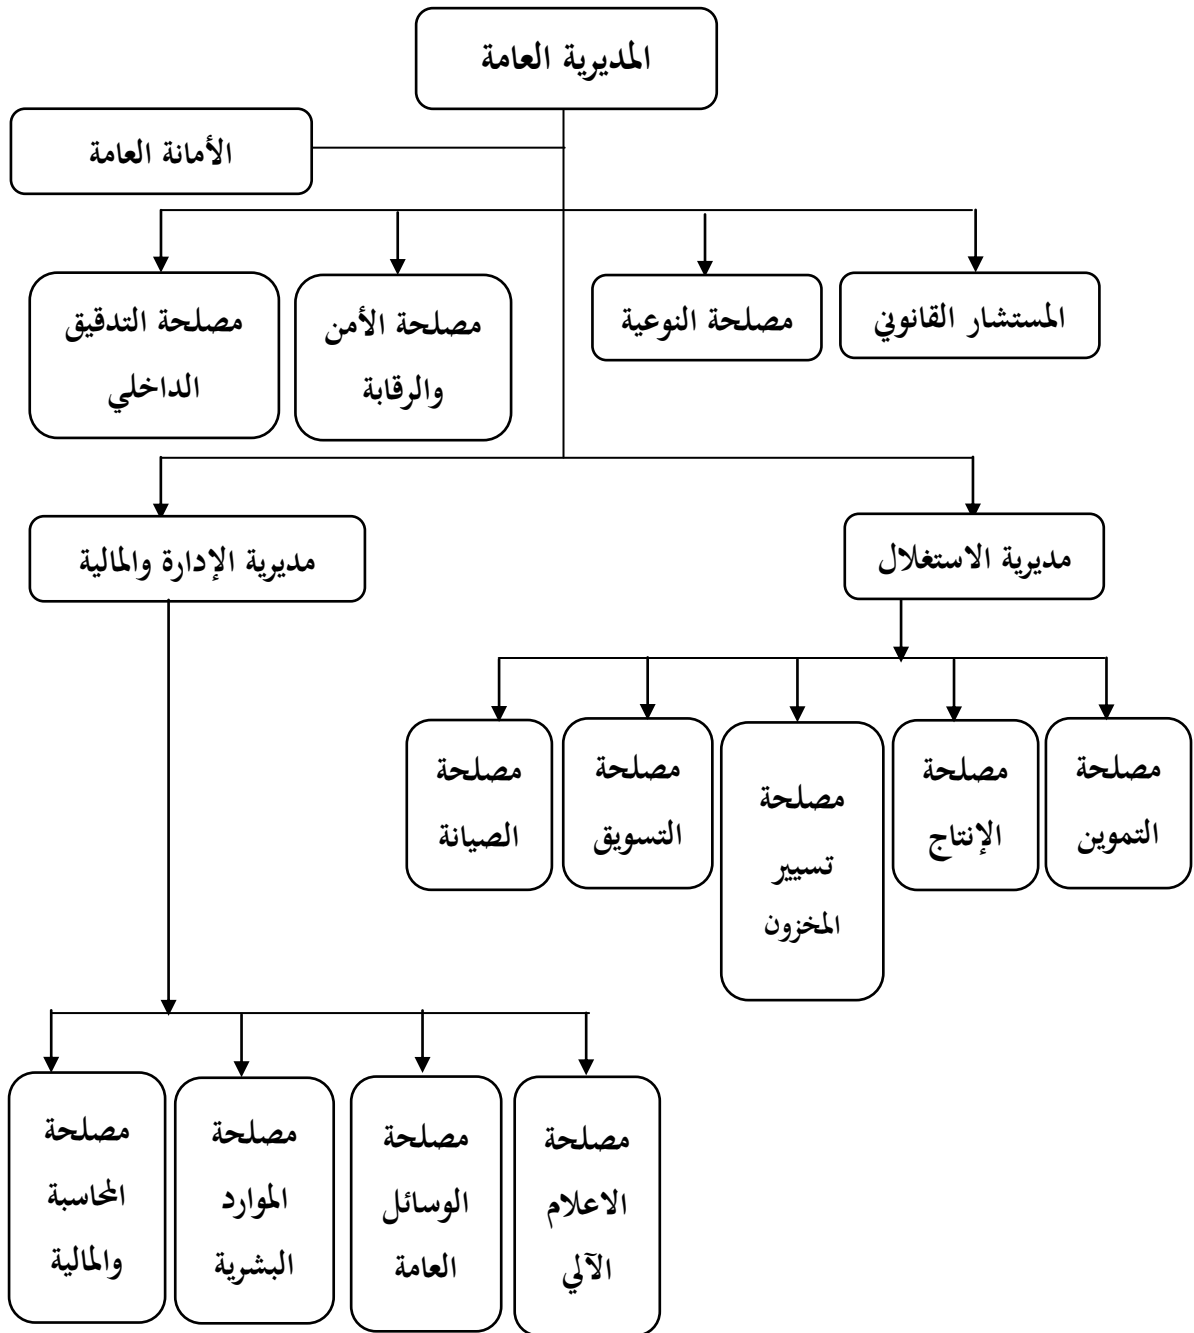 المديرية العامة
الأمانة العامة
المستشار القانوني
مصلحة النوعية
مصلحة الأمن
والرقابة
مصلحة التدقيق
الداخلي
مديرية الاستغلال
مديرية الإدارة والمالية
مصلحة
التموين
مصلحة
الإنتاج
مصلحة
تسيير
المخزون
مصلحة
التسويق
مصلحة
الصيانة
مصلحة
الاعلام
الآلي
مصلحة
الوسائل
العامة
مصلحة
الموارد
البشرية
مصلحة
المحاسبة
والمالية